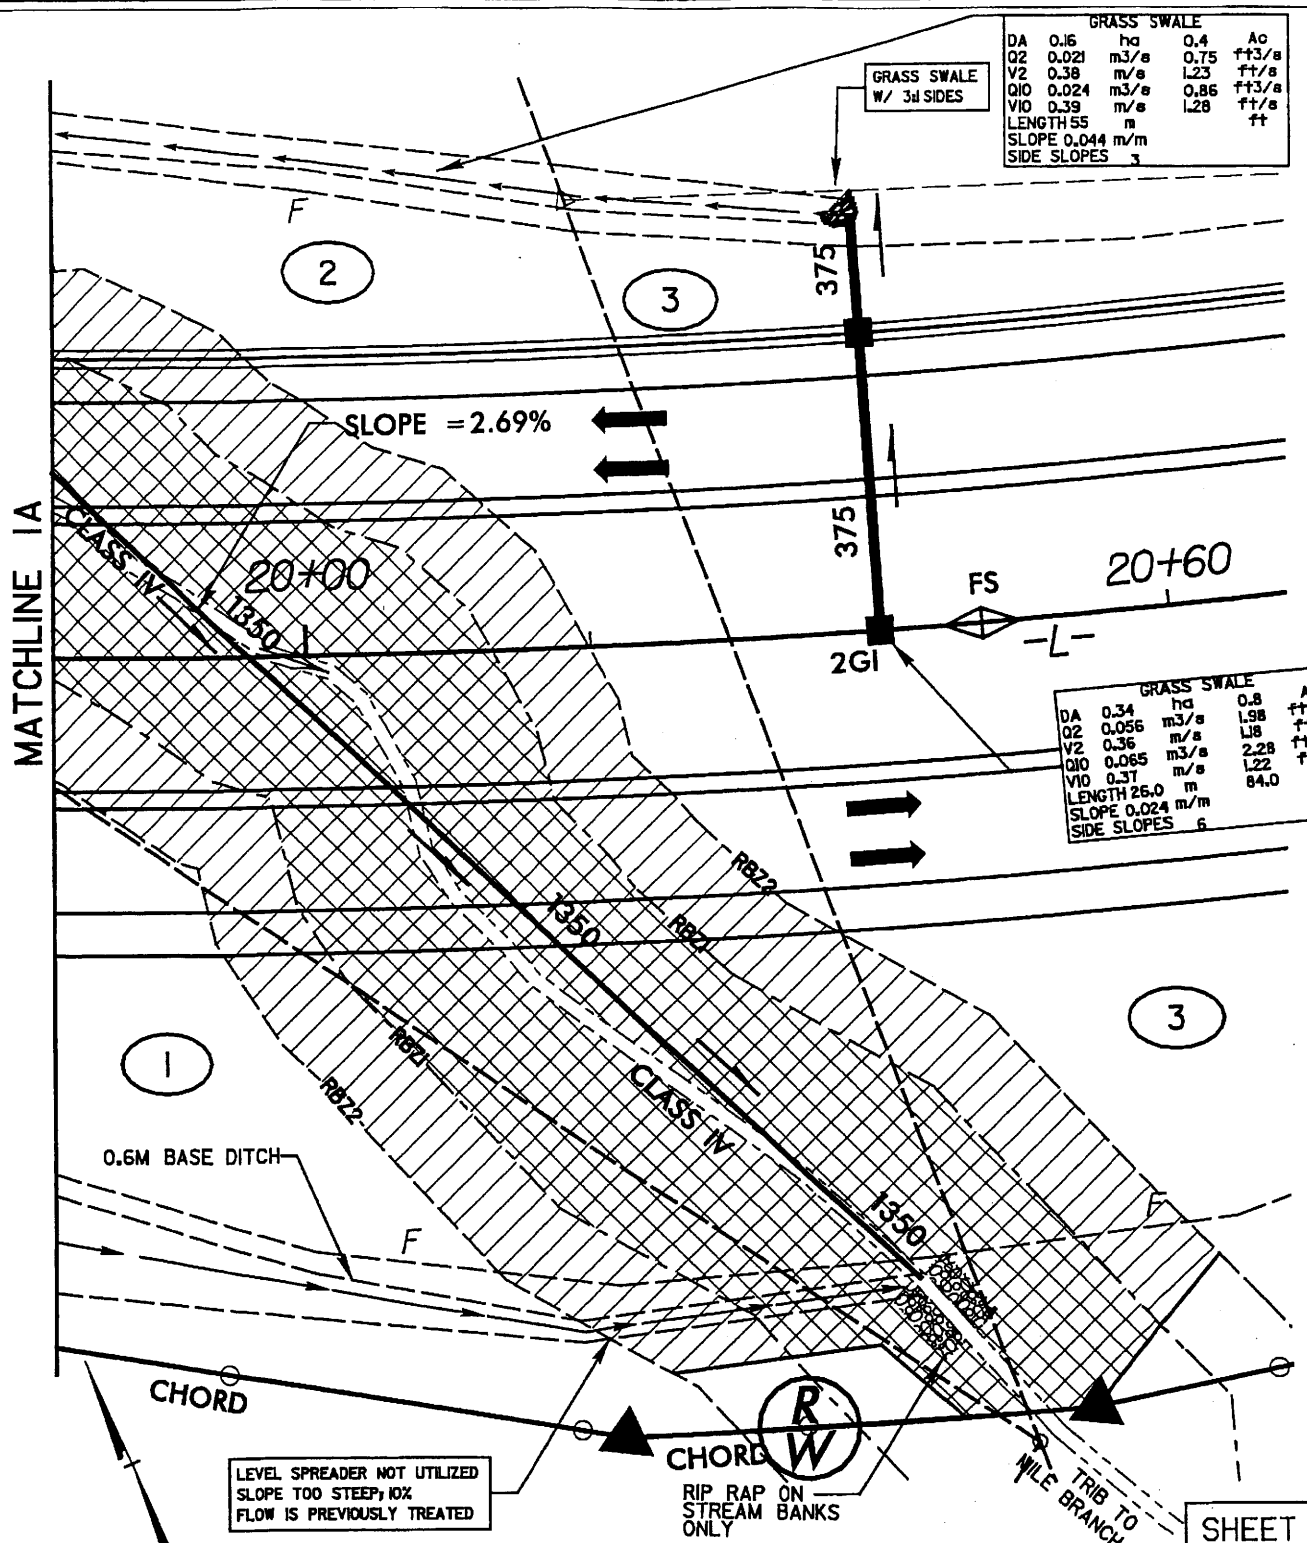 GRASS SWALE
DA 0.16 ha 0.4 Ac
Q2 0.021 m3/s 0.75 ft3/s
V2 0.38 m/s 1.23 ft/s
Q10 0.024 m3/s 0.86 ft3/s
V10 0.39 m/s 1.28 ft/s
LENGTH 55 m ft
SLOPE 0.044 m/m
SIDE SLOPES 3
GRASS SWALE
W/ 3:1 SIDES
F
2
3
375
SLOPE = 2.69%
375
MATCHLINE 1A
CLASS IV
20+00
1350
20+60
FS
-L-
2GI
GRASS SWALE
DA 0.34 ha 0.8 A
Q2 0.056 m3/s 1.98 ft
V2 0.36 m/s 1.18 f
Q10 0.065 m3/s 2.28 ft
V10 0.37 m/s 1.22 f
LENGTH 26.0 m 84.0
SLOPE 0.024 m/m
SIDE SLOPES 6
RBZ2
RBZ1
1350
3
1
RBZ1
RBZ2
CLASS IV
0.6M BASE DITCH
1350
F
F
CHORD
R
W
CHORD
LEVEL SPREADER NOT UTILIZED
SLOPE TOO STEEP; 10%
FLOW IS PREVIOUSLY TREATED
RIP RAP ON
STREAM BANKS
ONLY
TRIB TO
MILE BRANCH
SHEET